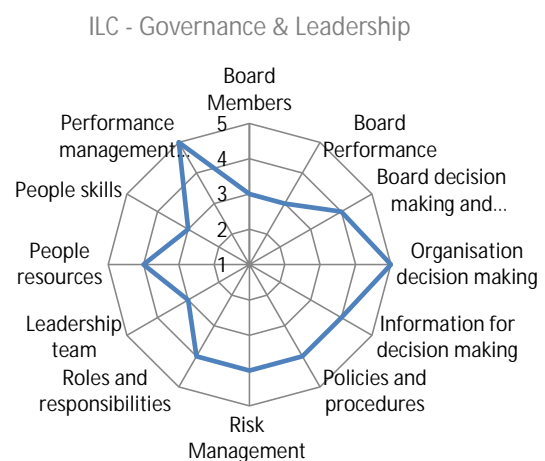 ILC - Governance & Leadership
Board
Members
Board
Performance
Board decision
making and...
Organisation
decision making
Information for
decision making
Policies and
procedures
Risk
Management
Roles and
responsibilities
Leadership
team
People
resources
People skills
Performance
management...
5
4
3
2
1